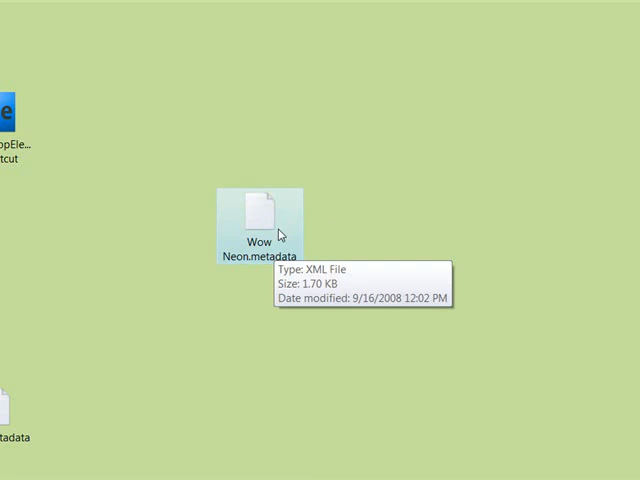 e
opEle...
tcut
Wow
Neon.metadata
Type: XML File
Size: 1.70 KB
Date modified: 9/16/2008 12:02 PM
tadata